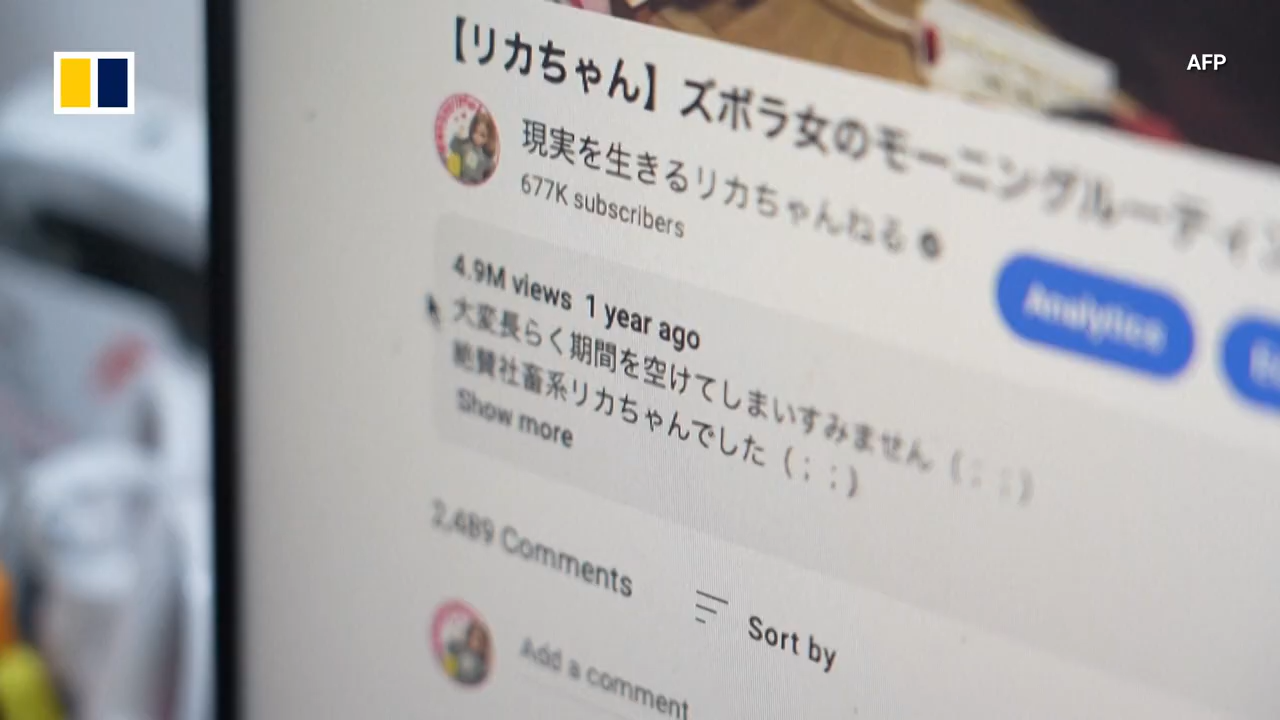 AFP
【リカちゃん】ズボラ女のモーニングルーティン
現実を生きるリカちゃんねる
677K subscribers
Analytics
4.9M views 1 year ago
大変長らく期間を空けてしまいすみません（；；）
絶賛社畜系リカちゃんでした（；；）
Show more
2,489 Comments
Sort by
Add a comment